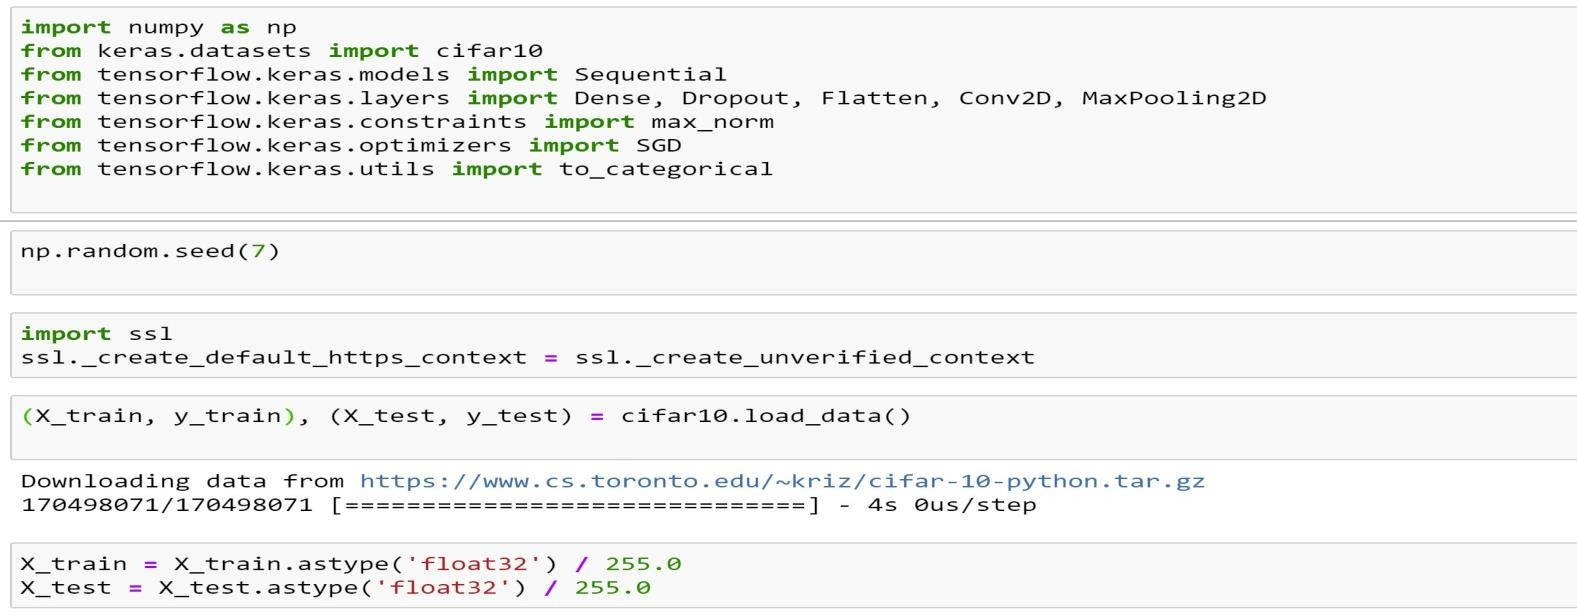 import numpy as np
from keras.datasets import cifar10
from tensorflow.keras.models import Sequential
from tensorflow.keras.layers import Dense, Dropout, Flatten, Conv2D, MaxPooling2D
from tensorflow.keras.constraints import max_norm
from tensorflow.keras.optimizers import SGD
from tensorflow.keras.utils import to_categorical
np.random.seed(7)
import ssl
ssl._create_default_https_context = ssl._create_unverified_context
(X_train, y_train), (X_test, y_test) = cifar10.load_data()
Downloading data from https://www.cs.toronto.edu/~kriz/cifar-10-python.tar.gz
170498071/170498071 [==============================] - 4s 0us/step
X_train = X_train.astype('float32') / 255.0
X_test = X_test.astype('float32') / 255.0